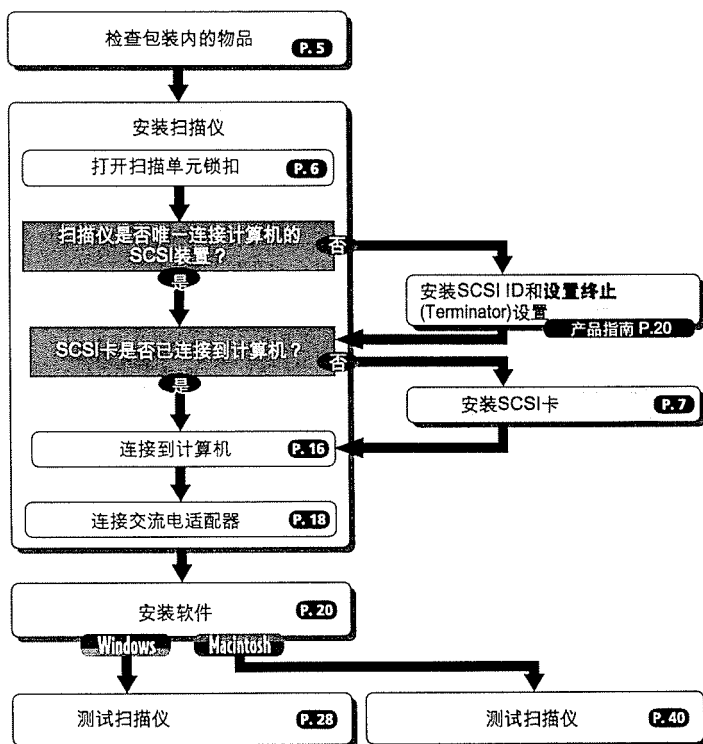 检查包装内的物品 P.5
安装扫描仪
打开扫描单元锁扣 P.6
扫描仪是否唯一连接计算机的
SCSI装置？
否
是
安装SCSI ID和设置终止
(Terminator)设置
产品指南 P.20
SCSI卡是否已连接到计算机？
否
是
安装SCSI卡 P.7
连接到计算机 P.16
连接交流电适配器 P.18
安装软件 P.20
Windows Macintosh
测试扫描仪 P.28
测试扫描仪 P.40